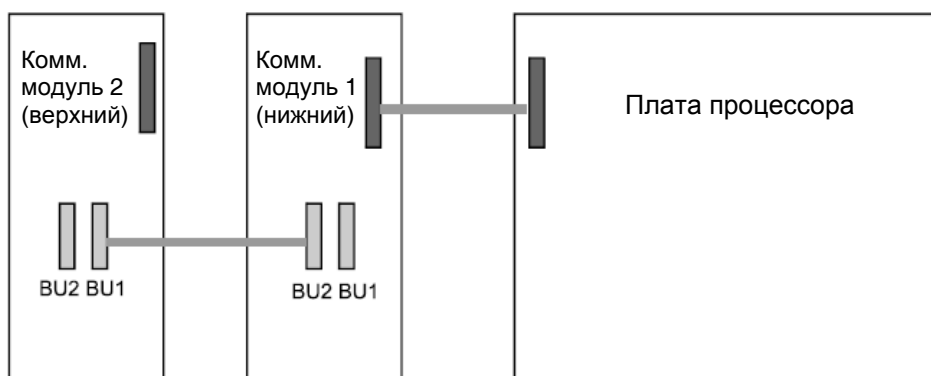 Комм.
модуль 2
(верхний)
Комм.
модуль 1
(нижний)
Плата процессора
BU2 BU1
BU2 BU1